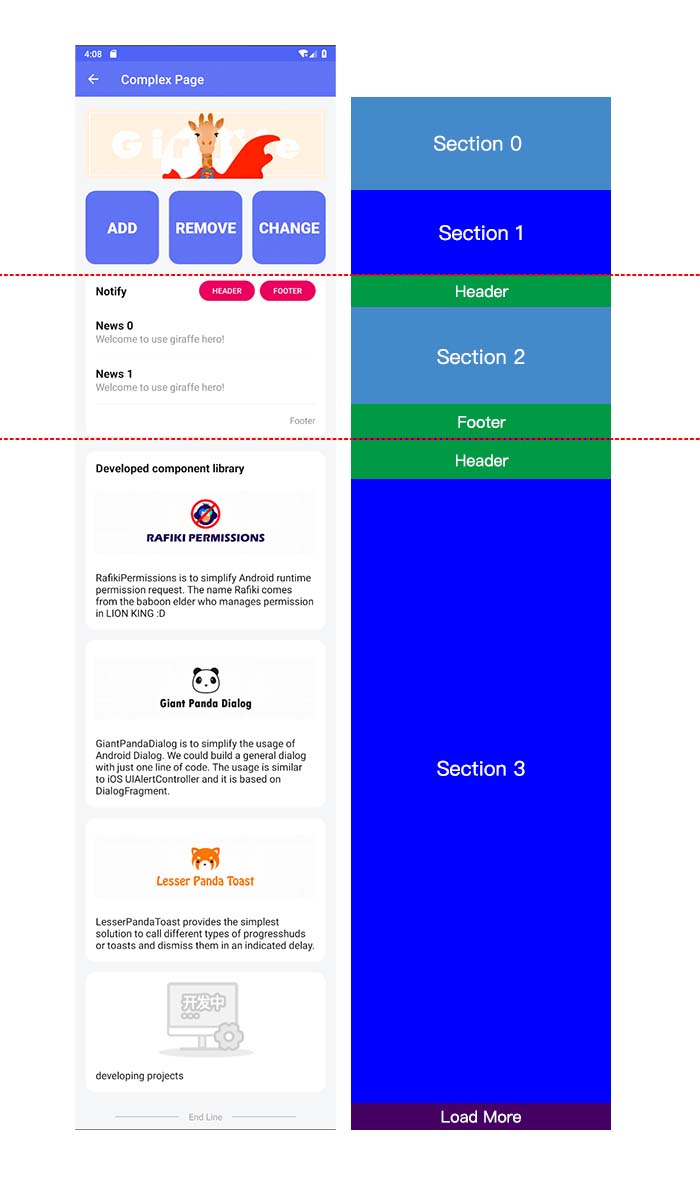 4:08
Complex Page
Giraffe
ADD
REMOVE
CHANGE
Notify
HEADER
FOOTER
News 0
Welcome to use giraffe hero!
News 1
Welcome to use giraffe hero!
Footer
Developed component library
RAFIKI PERMISSIONS
RafikiPermissions is to simplify Android runtime
permission request. The name Rafiki comes
from the baboon elder who manages permission
in LION KING :D
Giant Panda Dialog
GiantPandaDialog is to simplify the usage of
Android Dialog. We could build a general dialog
with just one line of code. The usage is similar
to iOS UIAlertController and it is based on
DialogFragment.
Lesser Panda Toast
LesserPandaToast provides the simplest
solution to call different types of progresshuds
or toasts and dismiss them in an indicated delay.
开发中
developing projects
End Line
Section 0
Section 1
Header
Section 2
Footer
Header
Section 3
Load More